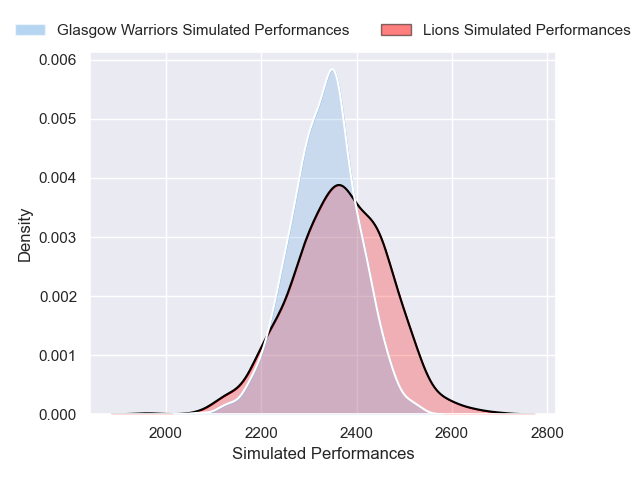 Glasgow Warriors Simulated Performances Lions Simulated Performances
0.006
0.005
0.004
0.003
0.002
0.001
0.000
Density
2000 2200 2400 2600 2800
Simulated Performances